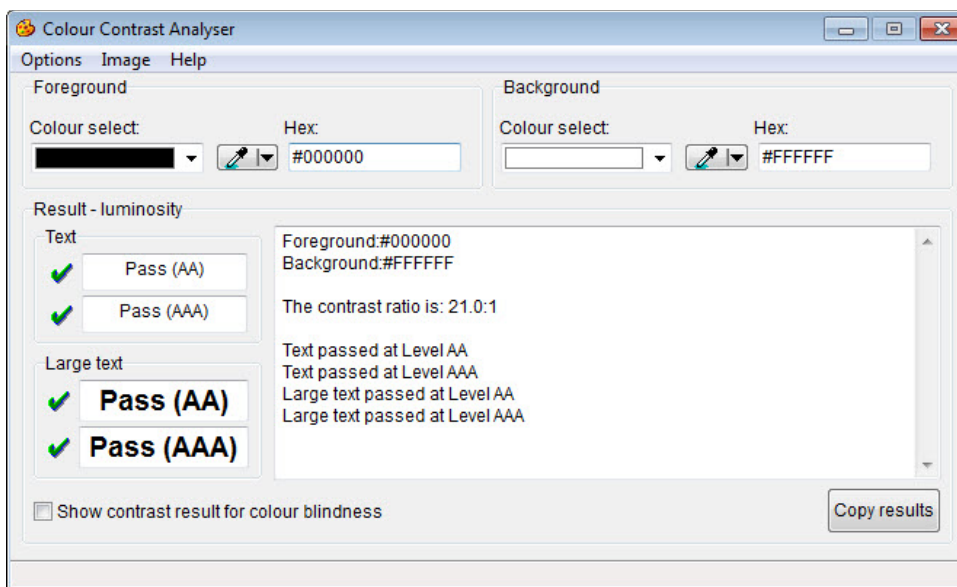 Colour Contrast Analyser
Options Image Help
Foreground
Background
Colour select:
Hex:
Colour select:
Hex:
#000000
#FFFFFF
Result - luminosity
Text
Pass (AA)
Pass (AAA)
Large text
Pass (AA)
Pass (AAA)
Foreground:#000000
Background:#FFFFFF
The contrast ratio is: 21.0:1
Text passed at Level AA
Text passed at Level AAA
Large text passed at Level AA
Large text passed at Level AAA
Show contrast result for colour blindness
Copy results